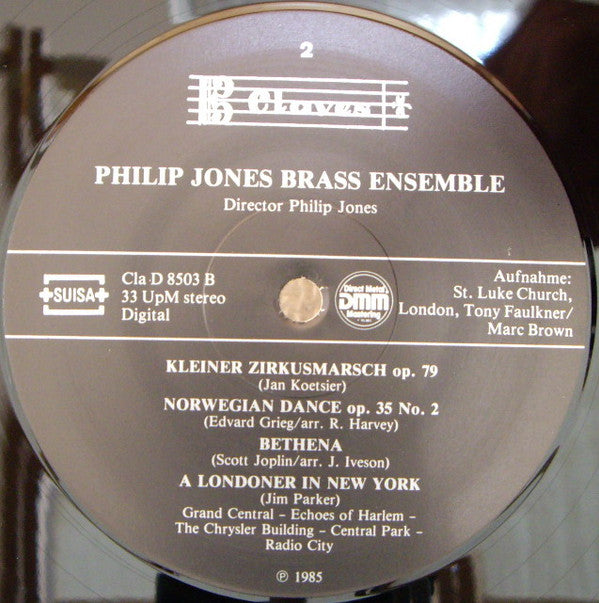 2
Claves
PHILIP JONES BRASS ENSEMBLE
Director Philip Jones
SUISA
Cla D 8503 B
33 UpM stereo
Digital
Direct Metal
DMM
Mastering
Aufnahme:
St. Luke Church,
London, Tony Faulkner/
Marc Brown
KLEINER ZIRKUSMARSCH op. 79
(Jan Koetsier)
NORWEGIAN DANCE op. 35 No. 2
(Edvard Grieg/arr. R. Harvey)
BETHENA
(Scott Joplin/arr. J. Iveson)
A LONDONER IN NEW YORK
(Jim Parker)
Grand Central - Echoes of Harlem -
The Chrysler Building - Central Park -
Radio City
℗ 1985